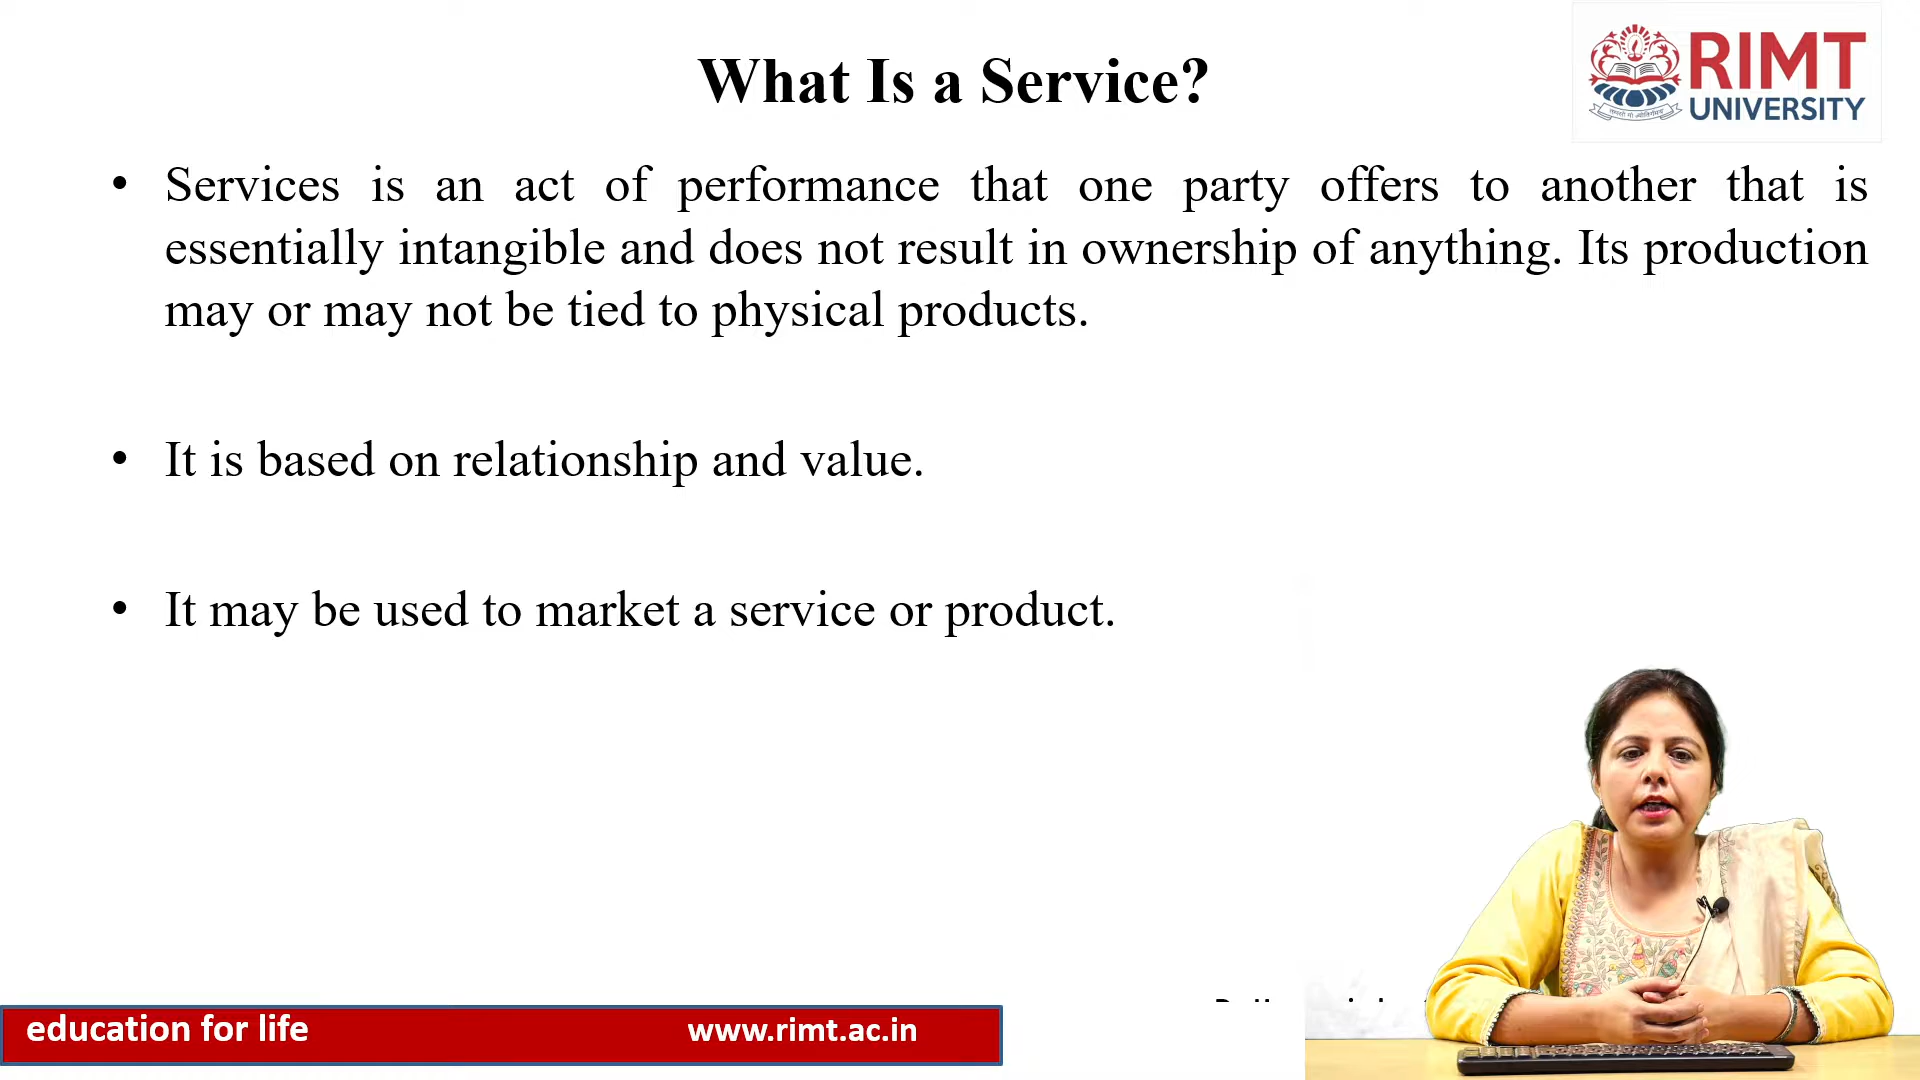 What Is a Service?
RIMT
UNIVERSITY
• Services is an act of performance that one party offers to another that is
essentially intangible and does not result in ownership of anything. Its production
may or may not be tied to physical products.
• It is based on relationship and value.
• It may be used to market a service or product.
education for life
www.rimt.ac.in